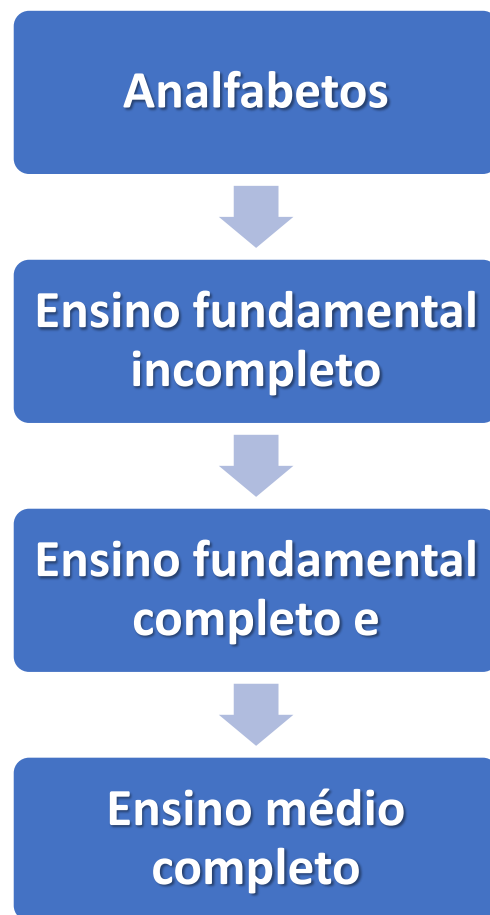 Analfabetos
Ensino fundamental
incompleto
Ensino fundamental
completo e
Ensino médio
completo